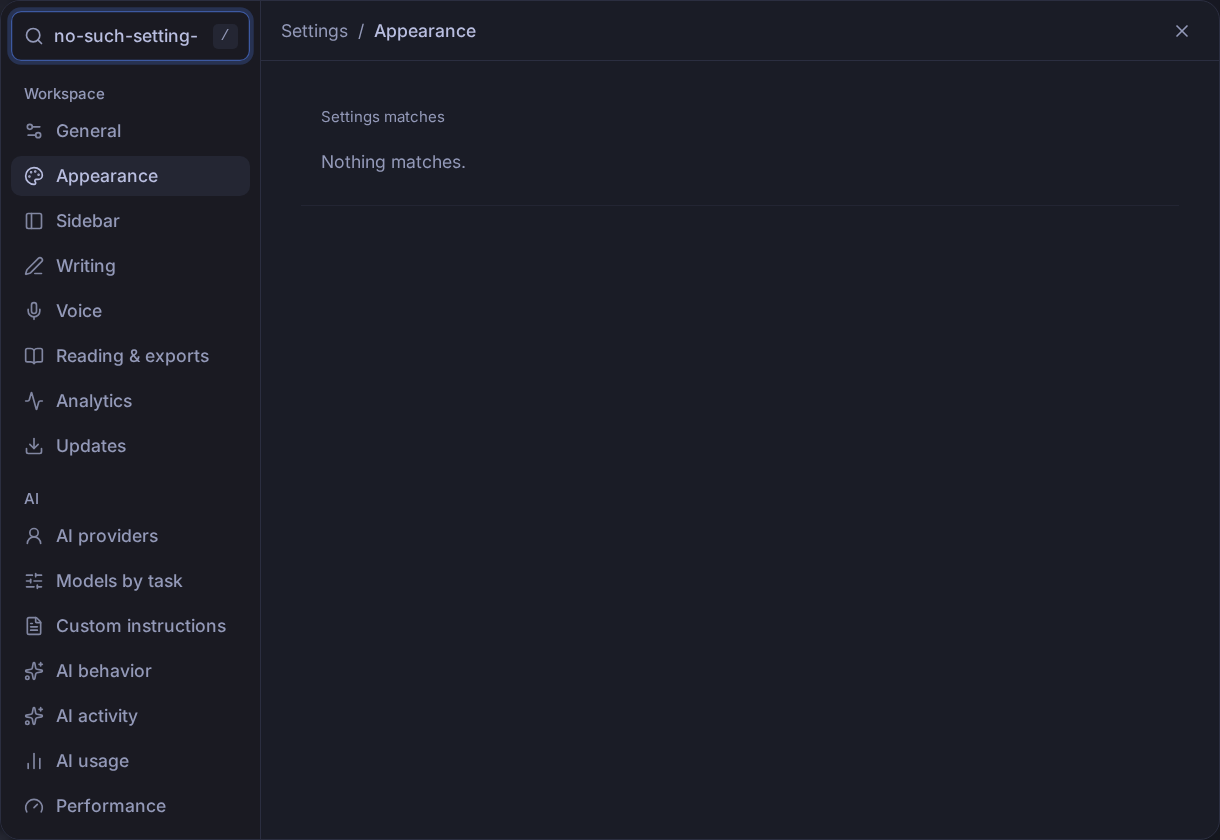 no-such-setting- /
Workspace
General
Appearance
Sidebar
Writing
Voice
Reading & exports
Analytics
Updates
AI
AI providers
Models by task
Custom instructions
AI behavior
AI activity
AI usage
Performance
Settings / Appearance
Settings matches
Nothing matches.